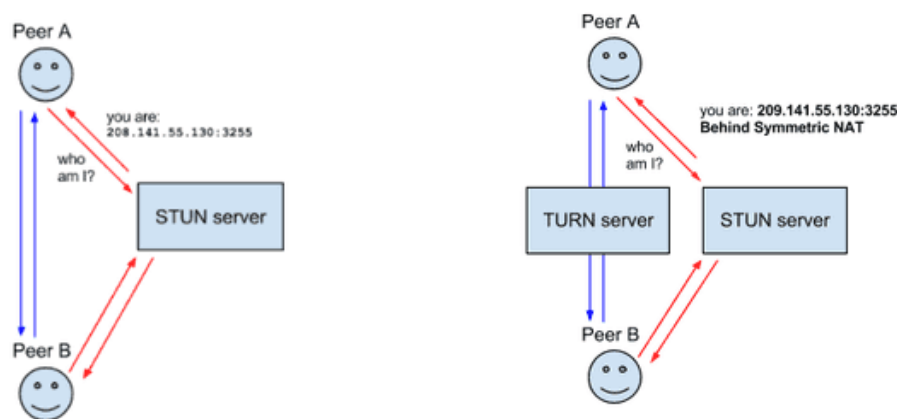 Peer A
you are:
208.141.55.130:3255
who
am I?
STUN server
Peer B
Peer A
you are: 209.141.55.130:3255
Behind Symmetric NAT
who
am I?
TURN server
STUN server
Peer B